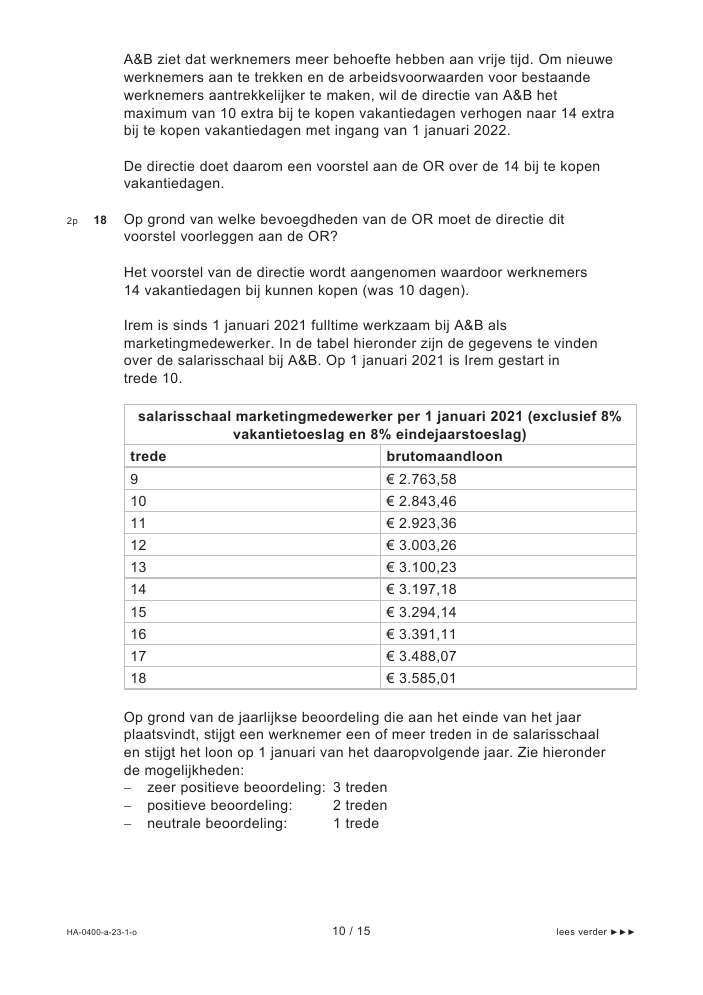 A&B ziet dat werknemers meer behoefte hebben aan vrije tijd. Om nieuwe
werknemers aan te trekken en de arbeidsvoorwaarden voor bestaande
werknemers aantrekkelijker te maken, wil de directie van A&B het
maximum van 10 extra bij te kopen vakantiedagen verhogen naar 14 extra
bij te kopen vakantiedagen met ingang van 1 januari 2022.
De directie doet daarom een voorstel aan de OR over de 14 bij te kopen
vakantiedagen.
2p 18 Op grond van welke bevoegdheden van de OR moet de directie dit
voorstel voorleggen aan de OR?
Het voorstel van de directie wordt aangenomen waardoor werknemers
14 vakantiedagen bij kunnen kopen (was 10 dagen).
Irem is sinds 1 januari 2021 fulltime werkzaam bij A&B als
marketingmedewerker. In de tabel hieronder zijn de gegevens te vinden
over de salarisschaal bij A&B. Op 1 januari 2021 is Irem gestart in
trede 10.
salarisschaal marketingmedewerker per 1 januari 2021 (exclusief 8%
vakantietoeslag en 8% eindejaarstoeslag)
trede brutomaandloon
9 € 2.763,58
10 € 2.843,46
11 € 2.923,36
12 € 3.003,26
13 € 3.100,23
14 € 3.197,18
15 € 3.294,14
16 € 3.391,11
17 € 3.488,07
18 € 3.585,01
Op grond van de jaarlijkse beoordeling die aan het einde van het jaar
plaatsvindt, stijgt een werknemer een of meer treden in de salarisschaal
en stijgt het loon op 1 januari van het daaropvolgende jaar. Zie hieronder
de mogelijkheden:
– zeer positieve beoordeling: 3 treden
– positieve beoordeling: 2 treden
– neutrale beoordeling: 1 trede
HA-0400-a-23-1-o 10 / 15 lees verder ►►►